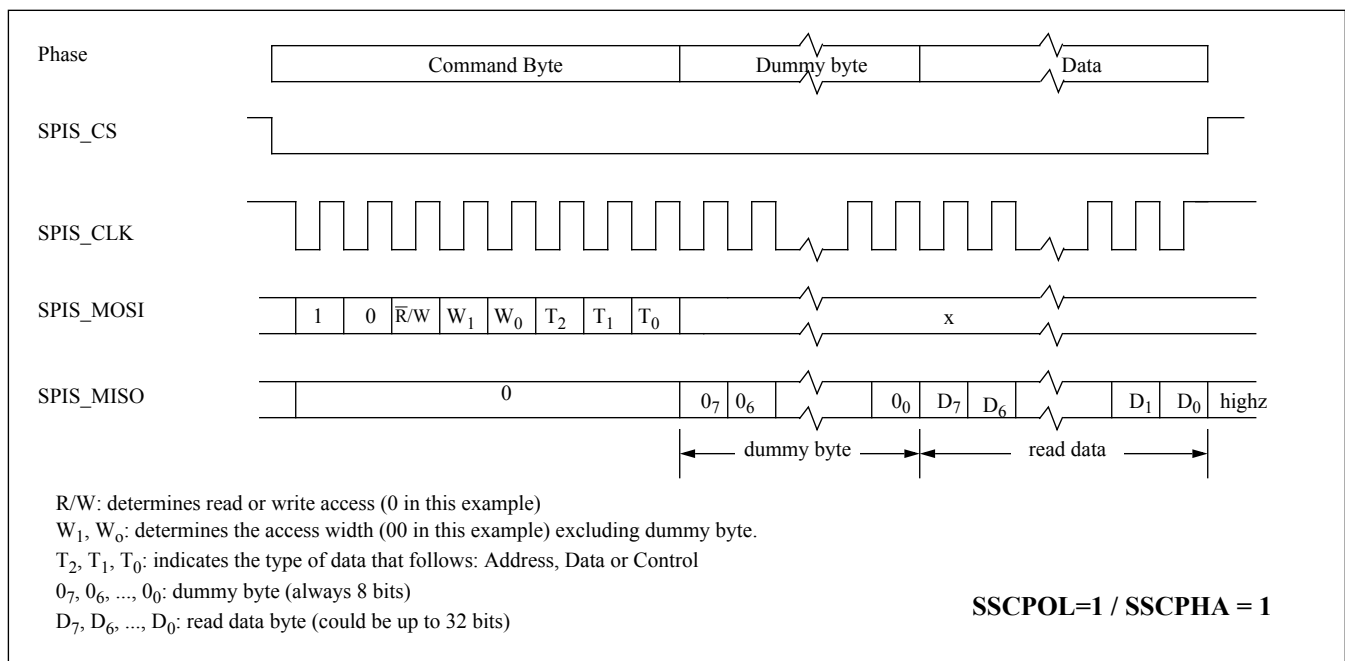 Phase
Command Byte Dummy byte Data
SPIS_CS
SPIS_CLK
SPIS_MOSI 1 0 R̅/W W₁ W₀ T₂ T₁ T₀ x
SPIS_MISO 0 0₇ 0₆ 0₀ D₇ D₆ D₁ D₀ highz
dummy byte read data
R/W: determines read or write access (0 in this example)
W₁, Wₒ: determines the access width (00 in this example) excluding dummy byte.
T₂, T₁, T₀: indicates the type of data that follows: Address, Data or Control
0₇, 0₆, ..., 0₀: dummy byte (always 8 bits)
D₇, D₆, ..., D₀: read data byte (could be up to 32 bits)
SSCPOL=1 / SSCPHA = 1